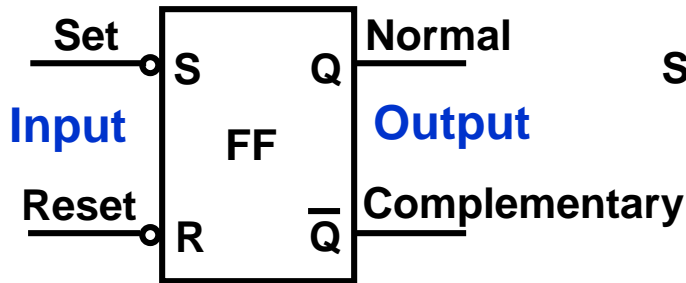 Set
Normal
S
Q
S
Input
FF
Output
Reset
Complementary
R
Q̅